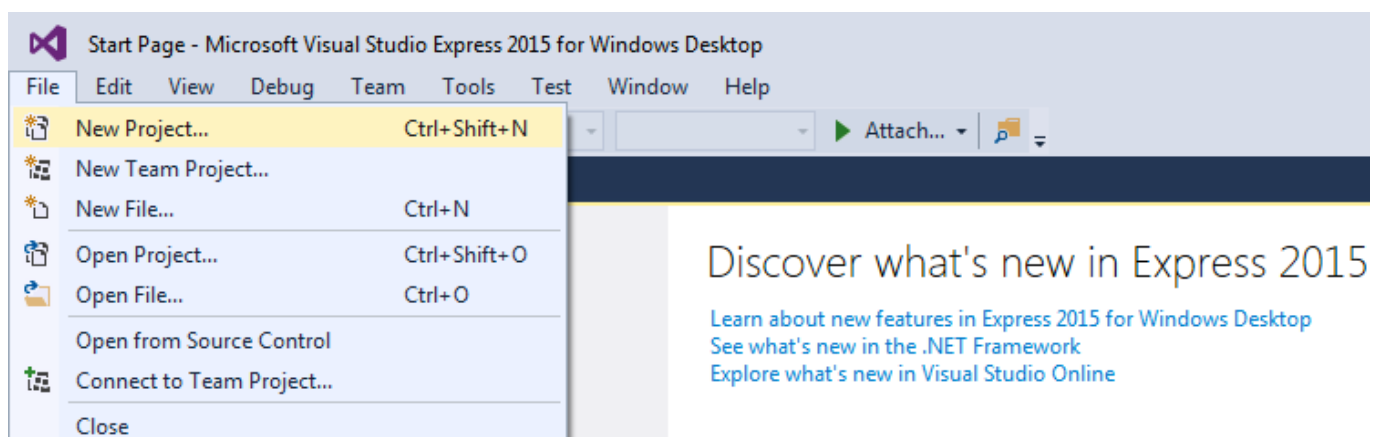 Start Page - Microsoft Visual Studio Express 2015 for Windows Desktop
File Edit View Debug Team Tools Test Window Help
New Project... Ctrl+Shift+N
Attach...
New Team Project...
New File... Ctrl+N
Open Project... Ctrl+Shift+O
Open File... Ctrl+O
Open from Source Control
Connect to Team Project...
Close
Discover what's new in Express 2015
Learn about new features in Express 2015 for Windows Desktop
See what's new in the .NET Framework
Explore what's new in Visual Studio Online